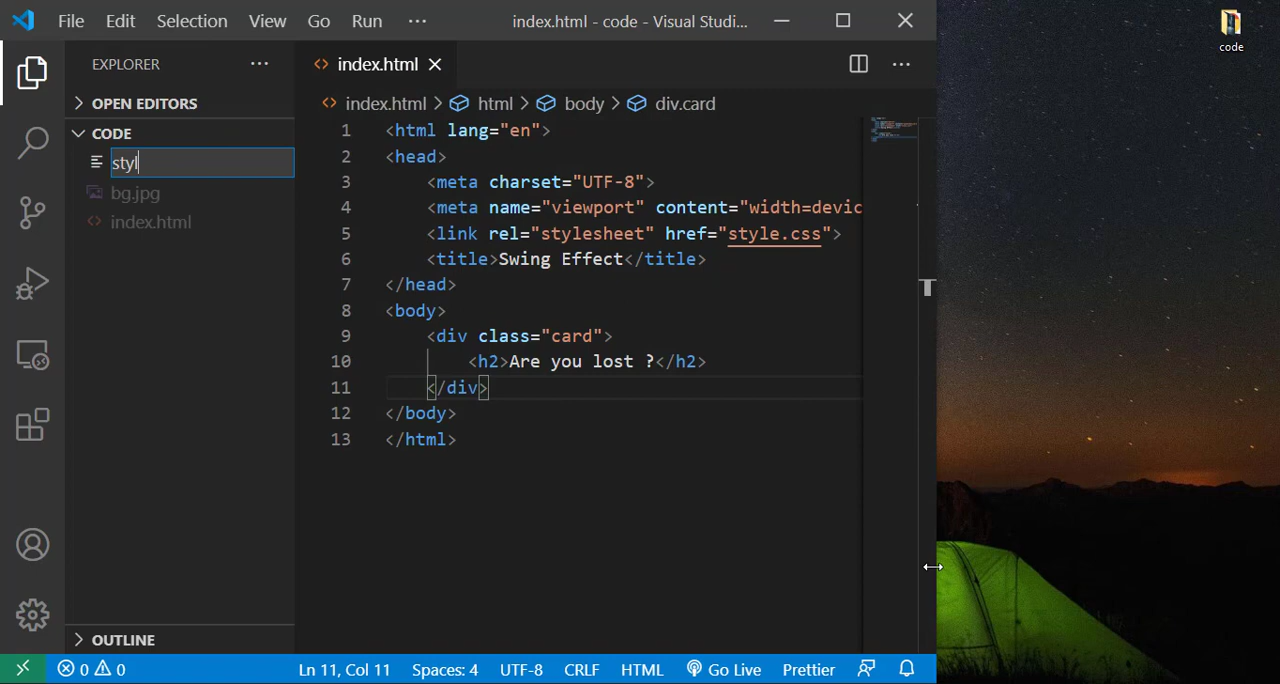 File Edit Selection View Go Run ··· index.html - code - Visual Studi...
code
EXPLORER ···
index.html
OPEN EDITORS
index.html > html > body > div.card
CODE
styl
bg.jpg
index.html
1 <html lang="en">
2 <head>
3 <meta charset="UTF-8">
4 <meta name="viewport" content="width=devic
5 <link rel="stylesheet" href="style.css">
6 <title>Swing Effect</title>
7 </head>
8 <body>
9 <div class="card">
10 <h2>Are you lost ?</h2>
11 </div>
12 </body>
13 </html>
OUTLINE
0 0 Ln 11, Col 11 Spaces: 4 UTF-8 CRLF HTML Go Live Prettier